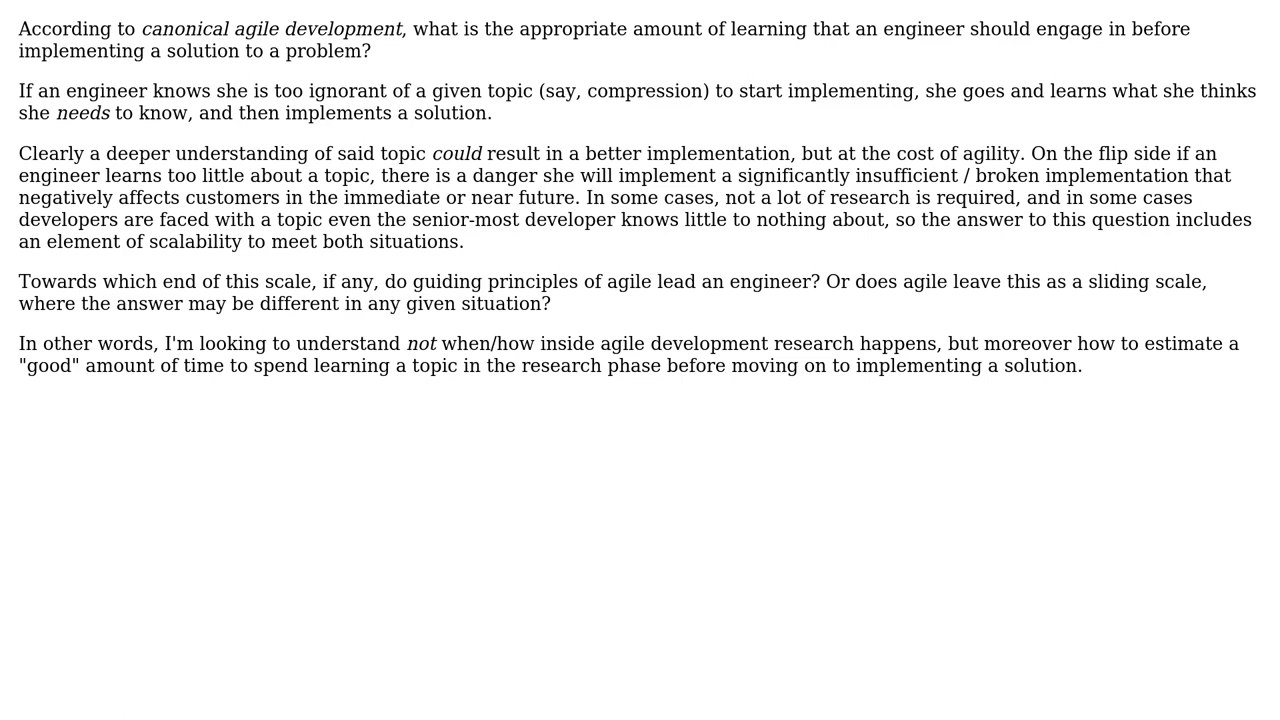 According to canonical agile development, what is the appropriate amount of learning that an engineer should engage in before
implementing a solution to a problem?
If an engineer knows she is too ignorant of a given topic (say, compression) to start implementing, she goes and learns what she thinks
she needs to know, and then implements a solution.
Clearly a deeper understanding of said topic could result in a better implementation, but at the cost of agility. On the flip side if an
engineer learns too little about a topic, there is a danger she will implement a significantly insufficient / broken implementation that
negatively affects customers in the iminediate or near future. In some cases, not a lot of research is required, and in some cases
developers are faced with a topic even the senior-most developer knows little to nothing about, so the answer to this question includes
an element of scalability to meet both situations.
Towards which end of this scale, if any, do guiding principles of agile lead an engineer? Or does agile leave this as a sliding scale,
where the answer may be different in any given situation?
In other words, I'm looking to understand not when/how inside agile development research happens, but moreover how to estimate a
"good" amount of time to spend learning a topic in the research phase before moving on to implementing a solution.